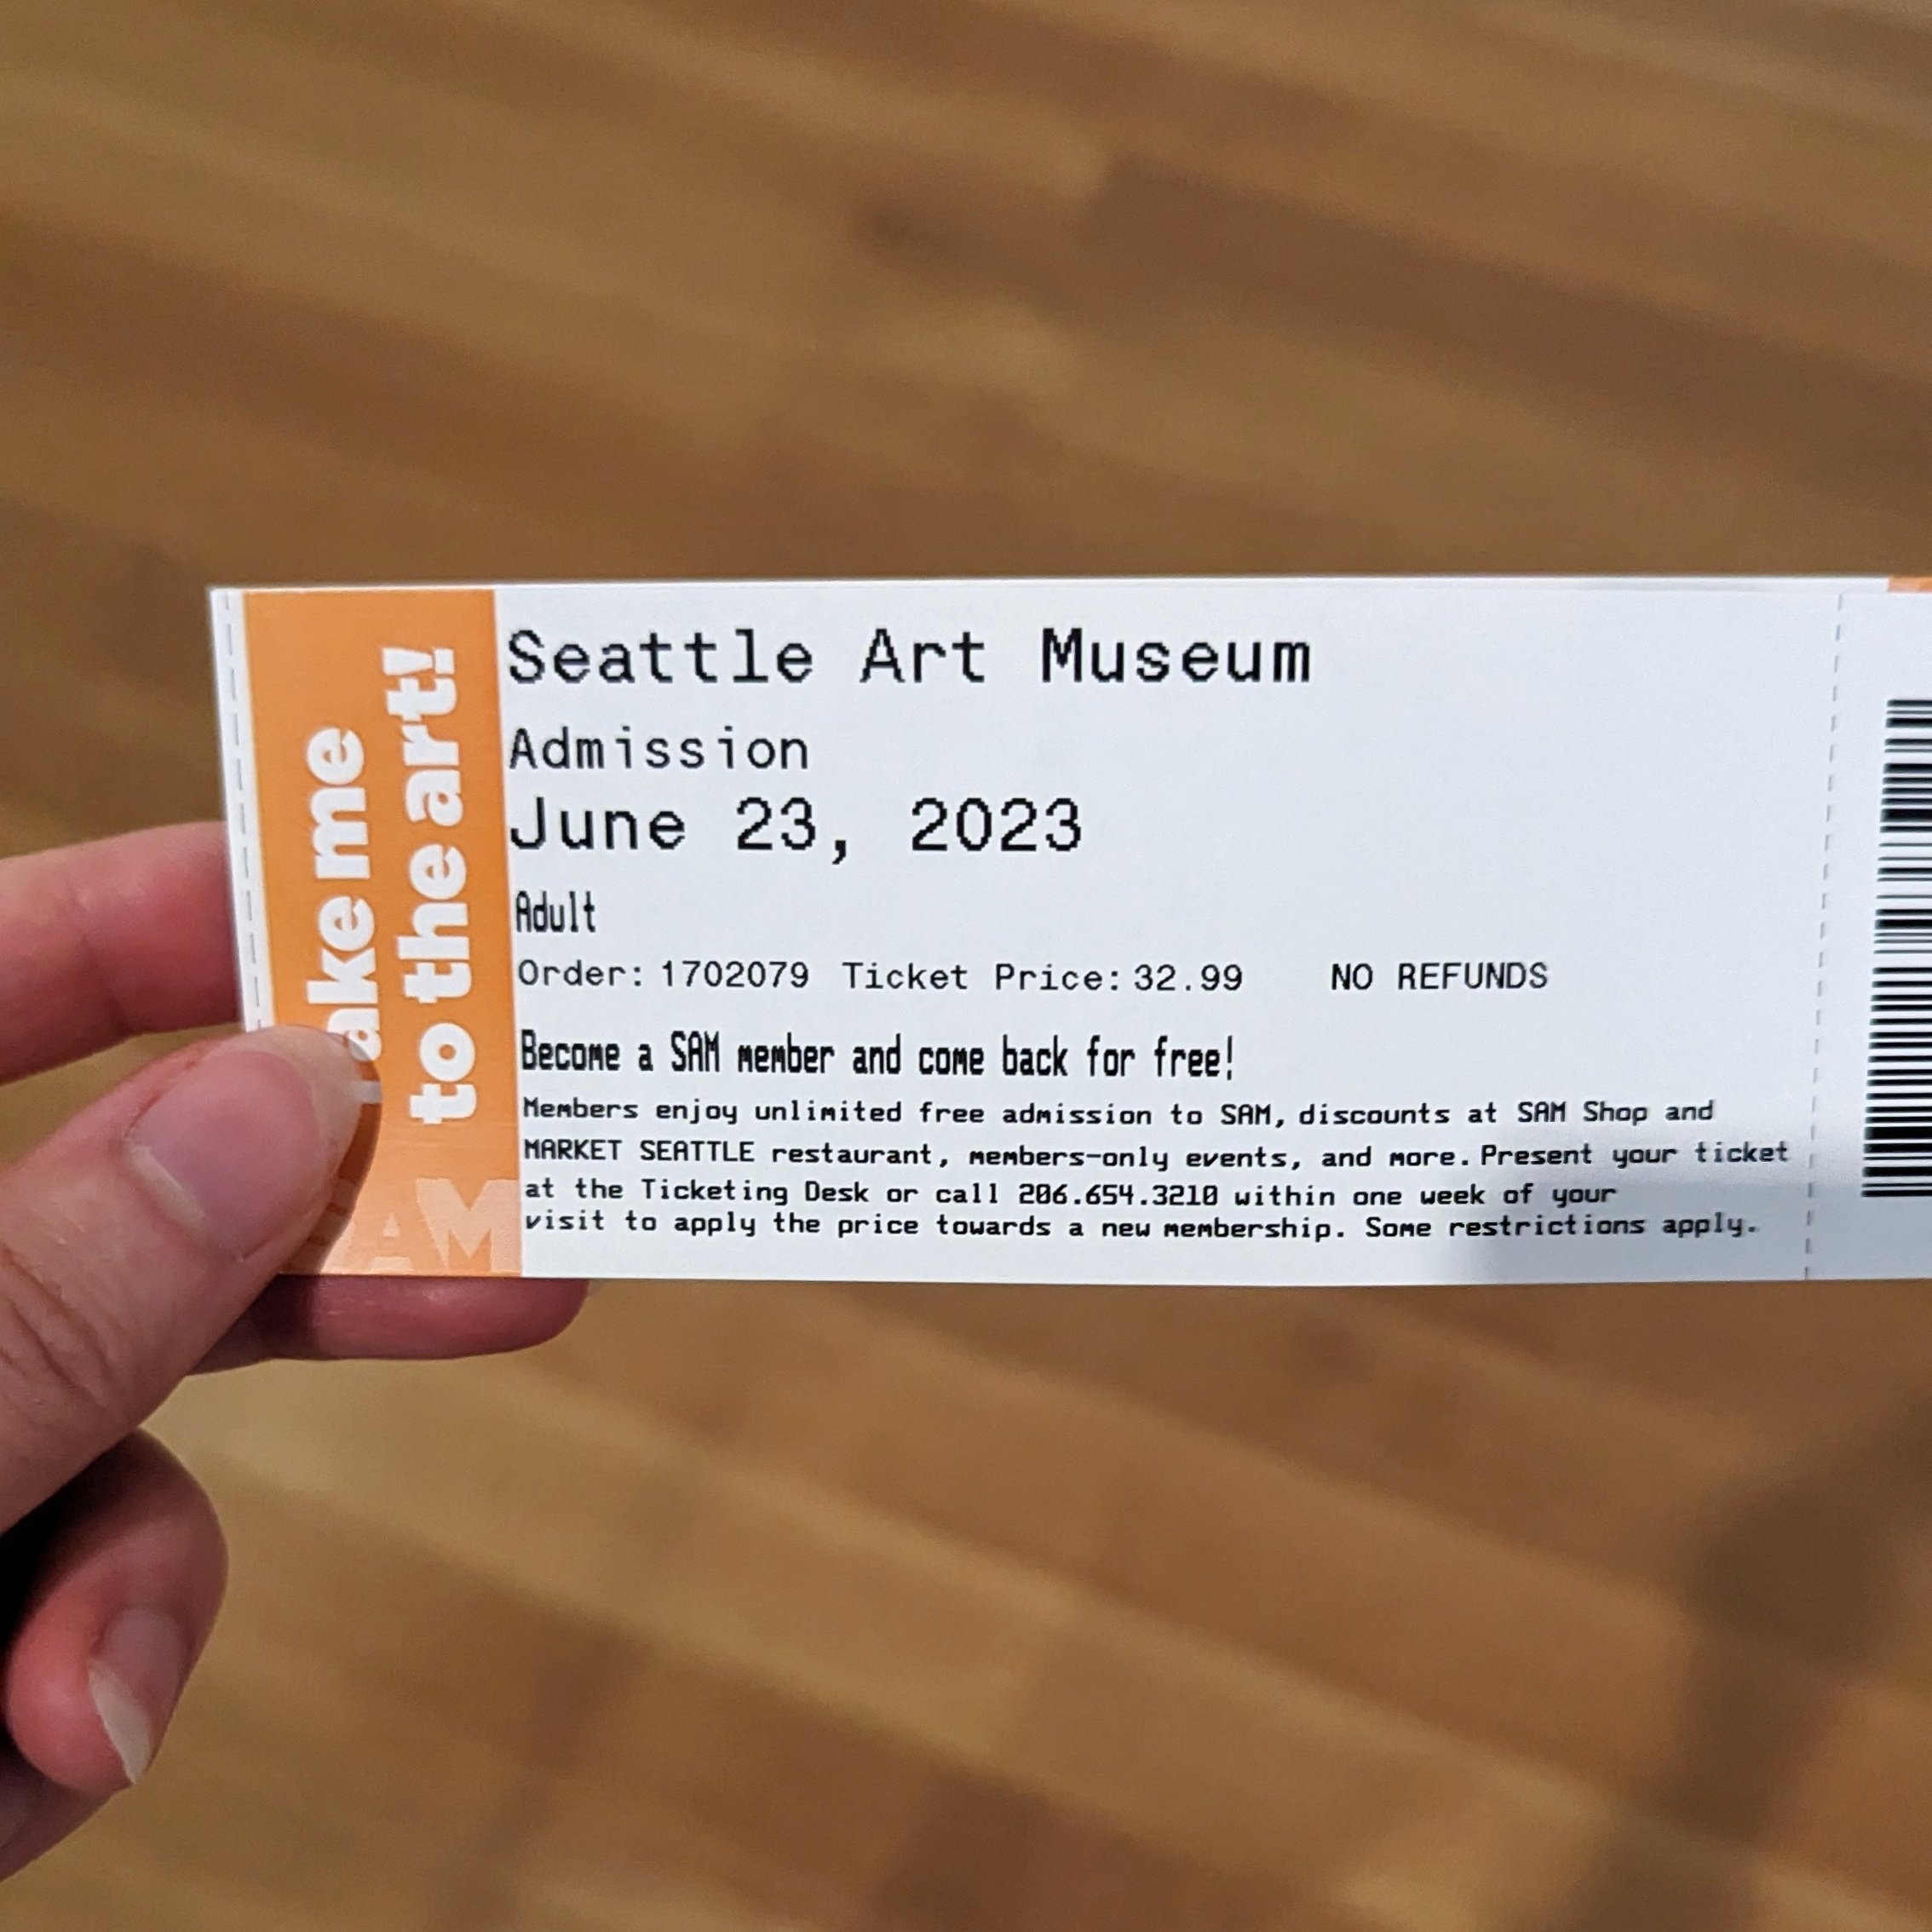 ake me
to the art!
AM
Seattle Art Museum
Admission
June 23, 2023
Adult
Order: 1702079 Ticket Price: 32.99 NO REFUNDS
Become a SAM member and come back for free!
Members enjoy unlimited free admission to SAM, discounts at SAM Shop and
MARKET SEATTLE restaurant, members-only events, and more. Present your ticket
at the Ticketing Desk or call 206.654.3210 within one week of your
visit to apply the price towards a new membership. Some restrictions apply.